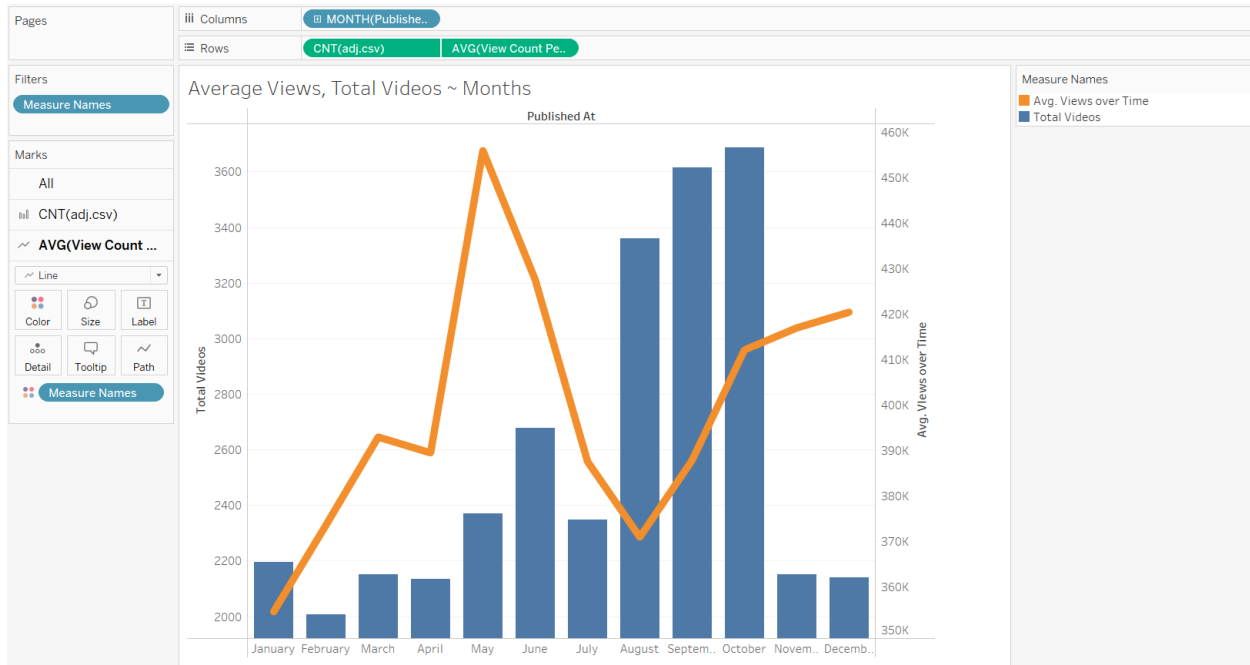 Pages
Columns
MONTH(Publishe..
Rows
CNT(adj.csv)
AVG(View Count Pe..
Filters
Measure Names
Marks
All
CNT(adj.csv)
AVG(View Count ...
Line
Color
Size
Label
Detail
Tooltip
Path
Measure Names
Average Views, Total Videos ~ Months
Published At
Total Videos
3600
3400
3200
3000
2800
2600
2400
2200
2000
460K
450K
440K
430K
420K
410K
400K
390K
380K
370K
360K
350K
Avg. VIews over Time
January
February
March
April
May
June
July
August
Septem..
October
Novem..
Decemb..
Measure Names
Avg. Views over Time
Total Videos